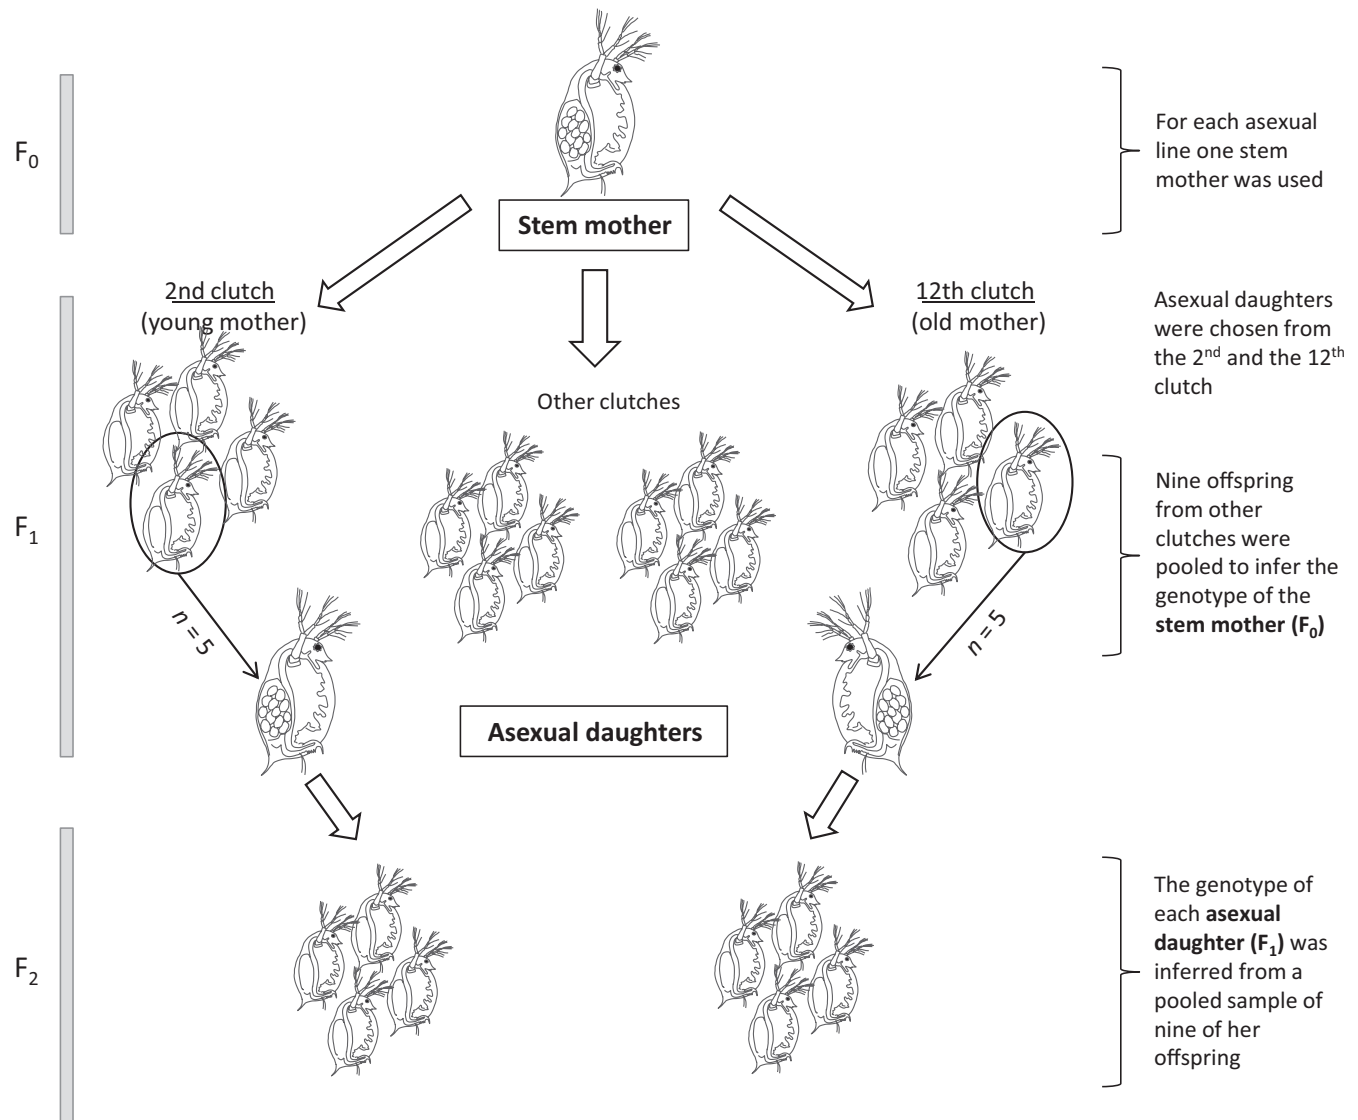 F0
For each asexual
line one stem
mother was used
Stem mother
F1
2nd clutch
(young mother)
Other clutches
12th clutch
(old mother)
Asexual daughters
were chosen from
the 2nd and the 12th
clutch
Nine offspring
from other
clutches were
pooled to infer the
genotype of the
stem mother (F0)
n = 5
n = 5
Asexual daughters
F2
The genotype of
each asexual
daughter (F1) was
inferred from a
pooled sample of
nine of her
offspring